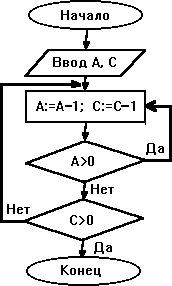 Начало
Ввод A, C
A:=A-1; C:=C-1
A>0
Да
Нет
Нет
C>0
Да
Конец